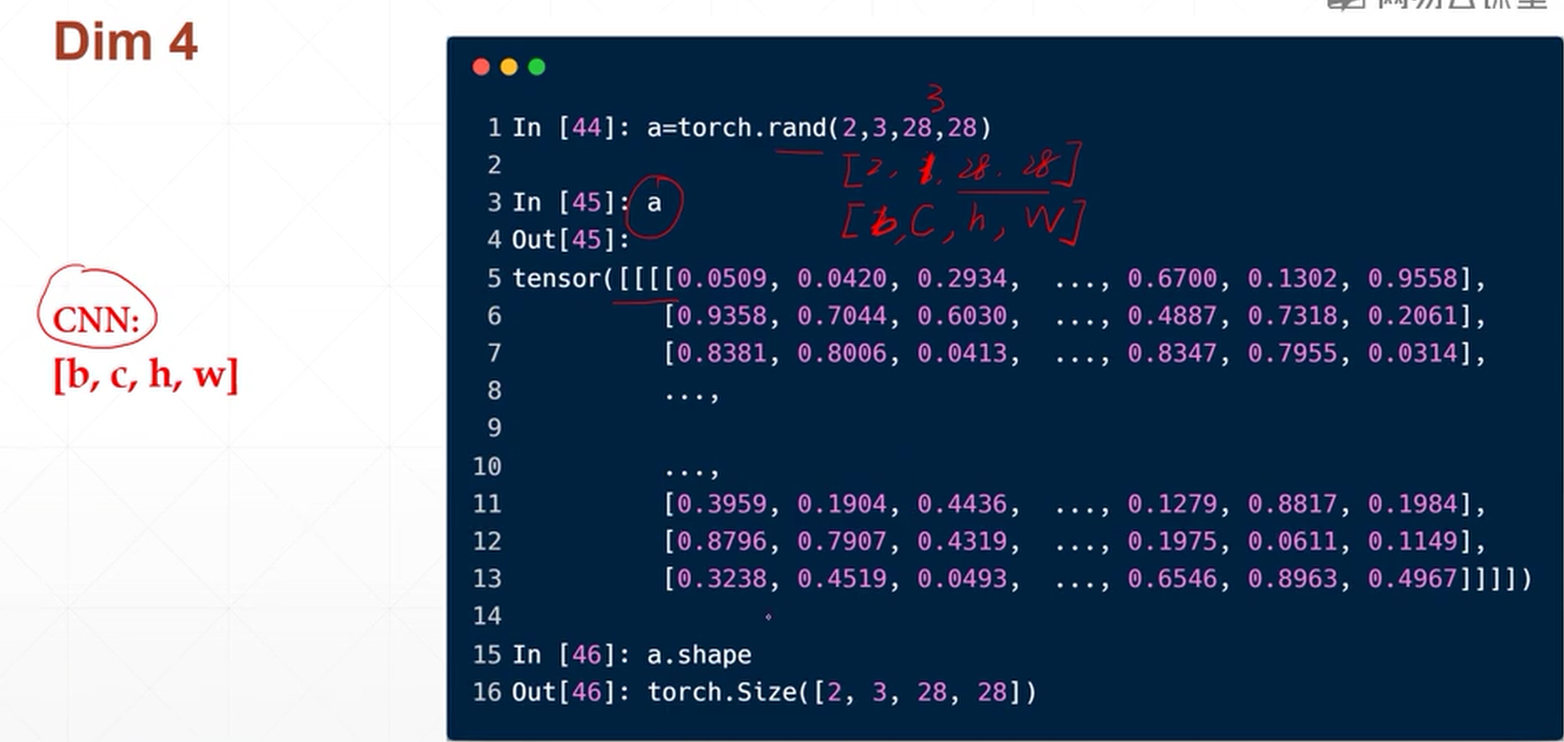 Dim 4
3
1 In [44]: a=torch.rand(2,3,28,28)
2
[2, 1, 28, 28]
3 In [45]: a
[b, C, h, W]
4 Out[45]:
5 tensor([[[[0.0509, 0.0420, 0.2934,  ..., 0.6700, 0.1302, 0.9558],
6 [0.9358, 0.7044, 0.6030,  ..., 0.4887, 0.7318, 0.2061],
CNN:
7 [0.8381, 0.8006, 0.0413,  ..., 0.8347, 0.7955, 0.0314],
[b, c, h, w]
8 ...,
9
10 ...,
11 [0.3959, 0.1904, 0.4436,  ..., 0.1279, 0.8817, 0.1984],
12 [0.8796, 0.7907, 0.4319,  ..., 0.1975, 0.0611, 0.1149],
13 [0.3238, 0.4519, 0.0493,  ..., 0.6546, 0.8963, 0.4967]]]])
14
15 In [46]: a.shape
16 Out[46]: torch.Size([2, 3, 28, 28])